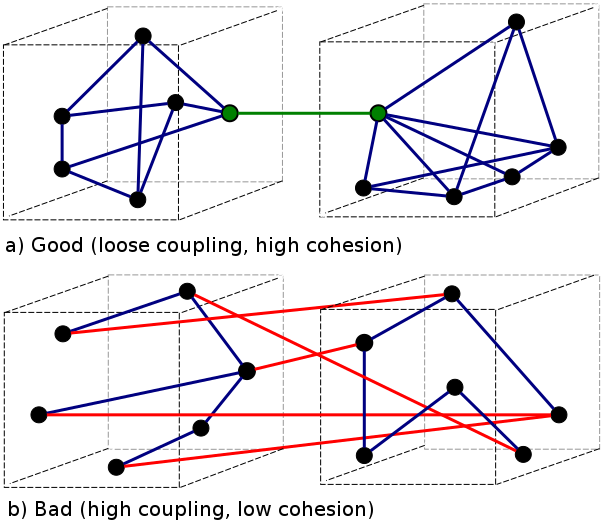 a) Good (loose coupling, high cohesion)
b) Bad (high coupling, low cohesion)